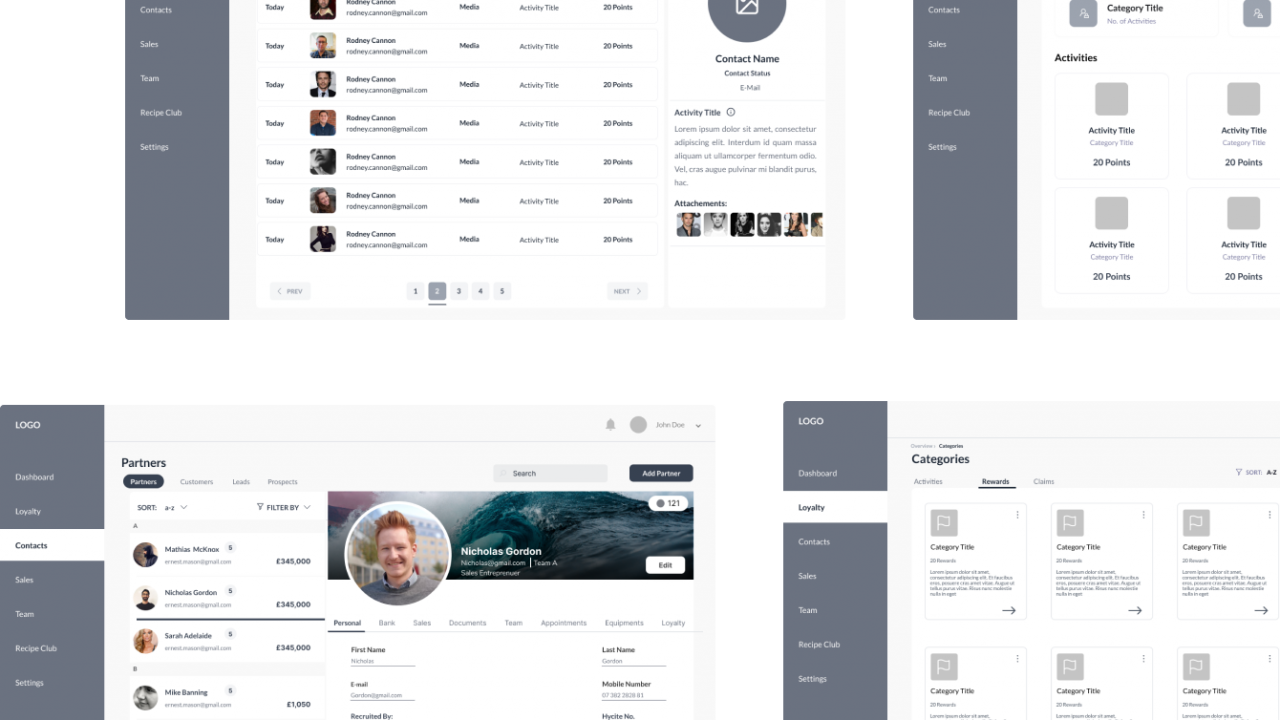 Contacts
Sales
Team
Recipe Club
Settings
Today
Rodney Cannon
rodney.cannon@gmail.com
Media
Activity Title
20 Points
Today
Rodney Cannon
rodney.cannon@gmail.com
Media
Activity Title
20 Points
Today
Rodney Cannon
rodney.cannon@gmail.com
Media
Activity Title
20 Points
Today
Rodney Cannon
rodney.cannon@gmail.com
Media
Activity Title
20 Points
Today
Rodney Cannon
rodney.cannon@gmail.com
Media
Activity Title
20 Points
Today
Rodney Cannon
rodney.cannon@gmail.com
Media
Activity Title
20 Points
Today
Rodney Cannon
rodney.cannon@gmail.com
Media
Activity Title
20 Points
PREV
1 2 3 4 5
NEXT
Contact Name
Contact Status
E-Mail
Activity Title
Lorem ipsum dolor sit amet, consectetur
adipiscing elit. Interdum id quam massa
aliquam ut ullamcorper fermentum odio.
Vel, cras augue pulvinar mi blandit purus,
hac.
Attachements:
Contacts
Sales
Team
Recipe Club
Settings
Category Title
No. of Activities
Activities
Activity Title
Category Title
20 Points
Activity Title
Category Title
20 Points
Activity Title
Category Title
20 Points
Activity Title
Category Title
20 Points
LOGO
Dashboard
Loyalty
Contacts
Sales
Team
Recipe Club
Settings
John Doe
Partners
Search
Add Partner
Partners Customers Leads Prospects
SORT: a-z
FILTER BY
A
Mathias McKnox 5
ernest.mason@gmail.com
£345,000
Nicholas Gordon 5
ernest.mason@gmail.com
£345,000
Sarah Adelaide 5
ernest.mason@gmail.com
£345,000
B
Mike Banning 5
ernest.mason@gmail.com
£1,050
121
Nicholas Gordon
Nicholas@gmail.com Team A
Sales Entreprenuer
Edit
Personal Bank Sales Documents Team Appointments Equipments Loyalty
First Name
Nicholas
Last Name
Gordon
E-mail
Gordon@gmail.com
Mobile Number
07 382 2828 81
Recruited By:
Hycite No.
LOGO
Dashboard
Loyalty
Contacts
Sales
Team
Recipe Club
Settings
Overview > Categories
Categories
SORT: A-Z
Activities Rewards Claims
Category Title
20 Rewards
Lorem ipsum dolor sit amet,
consectetur adipiscing elit. Et faucibus
eros, posuere cras amet vitae. Augue ut
tellus purus vitae. Risus nunc molestie
nulla in eget
Category Title
20 Rewards
Lorem ipsum dolor sit amet,
consectetur adipiscing elit. Et faucibus
eros, posuere cras amet vitae. Augue ut
tellus purus vitae. Risus nunc molestie
nulla in eget
Category Title
20 Rewards
Lorem ipsum dolor sit amet,
consectetur adipiscing elit. Et faucibus
eros, posuere cras amet vitae. Augue ut
tellus purus vitae. Risus nunc molestie
nulla in eget
Category Title
20 Rewards
Lorem ipsum dolor sit amet,
Category Title
20 Rewards
Lorem ipsum dolor sit amet,
Category Title
20 Rewards
Lorem ipsum dolor sit amet,